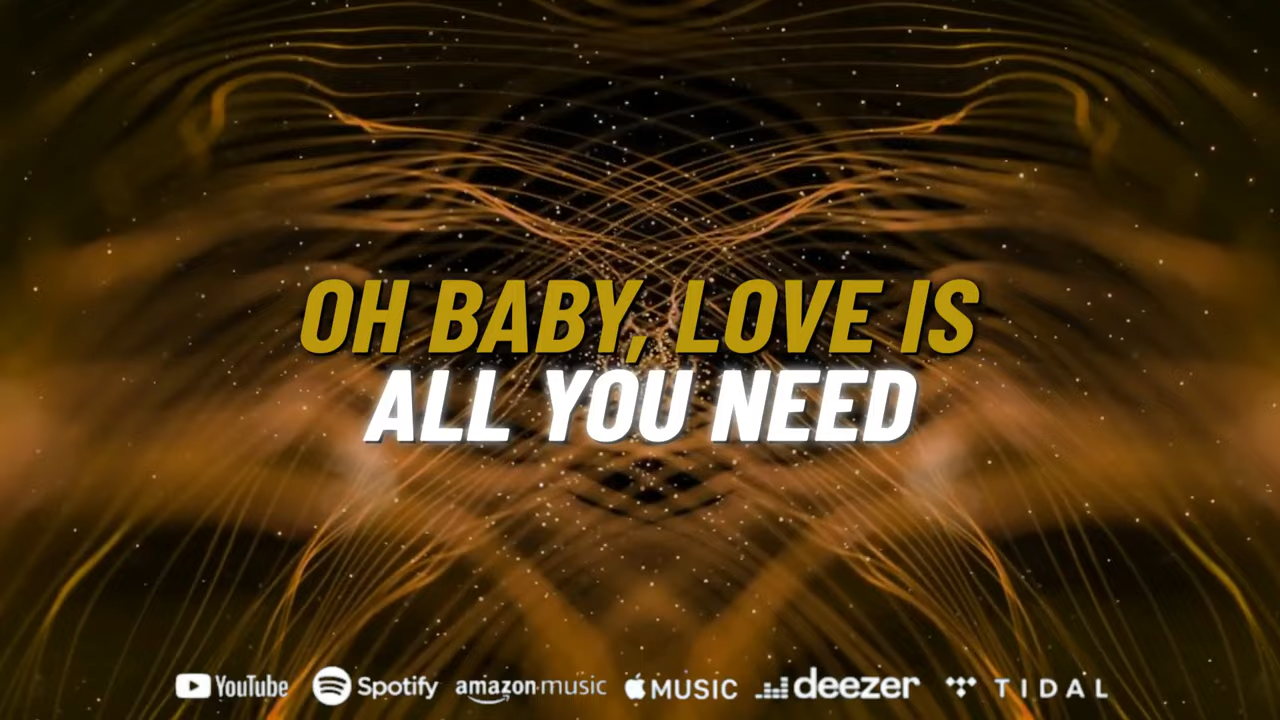 OH BABY, LOVE IS
ALL YOU NEED
YouTube Spotify amazon music MUSIC deezer TIDAL